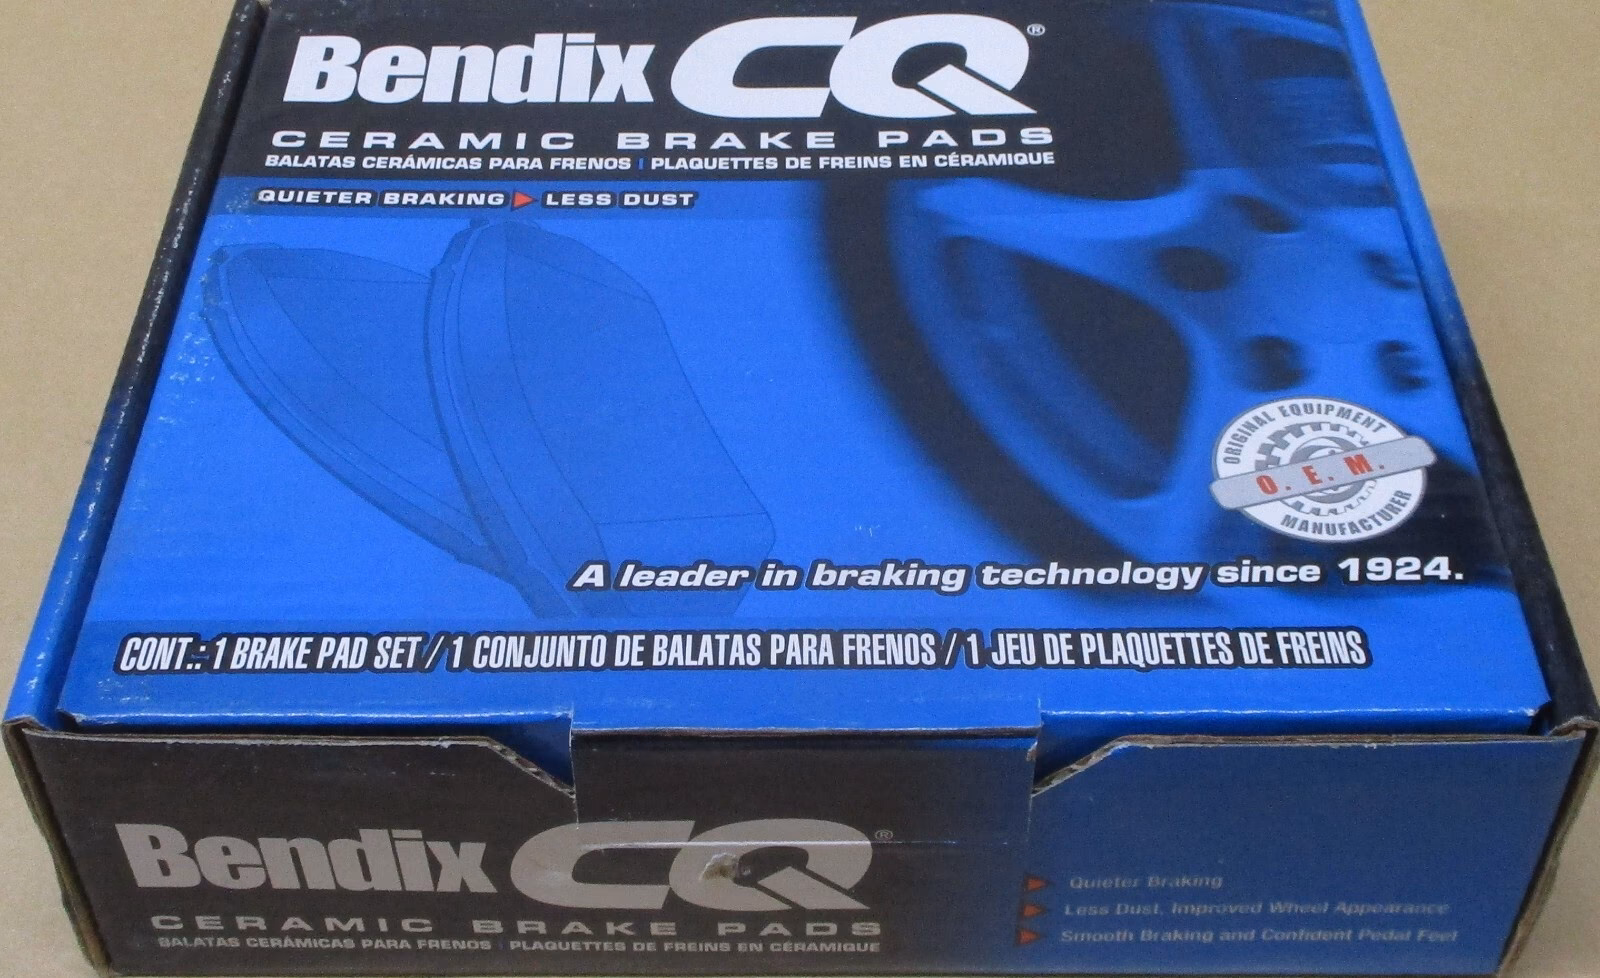 Bendix CQ®
CERAMIC BRAKE PADS
BALATAS CERÁMICAS PARA FRENOS | PLAQUETTES DE FREINS EN CÉRAMIQUE
QUIETER BRAKING LESS DUST
ORIGINAL EQUIPMENT
O. E. M.
MANUFACTURER
A leader in braking technology since 1924.
CONT.: 1 BRAKE PAD SET / 1 CONJUNTO DE BALATAS PARA FRENOS / 1 JEU DE PLAQUETTES DE FREINS
Bendix CQ®
CERAMIC BRAKE PADS
BALATAS CERÁMICAS PARA FRENOS | PLAQUETTES DE FREINS EN CÉRAMIQUE
Quieter Braking
Less Dust, Improved Wheel Appearance
Smooth Braking and Confident Pedal Feel